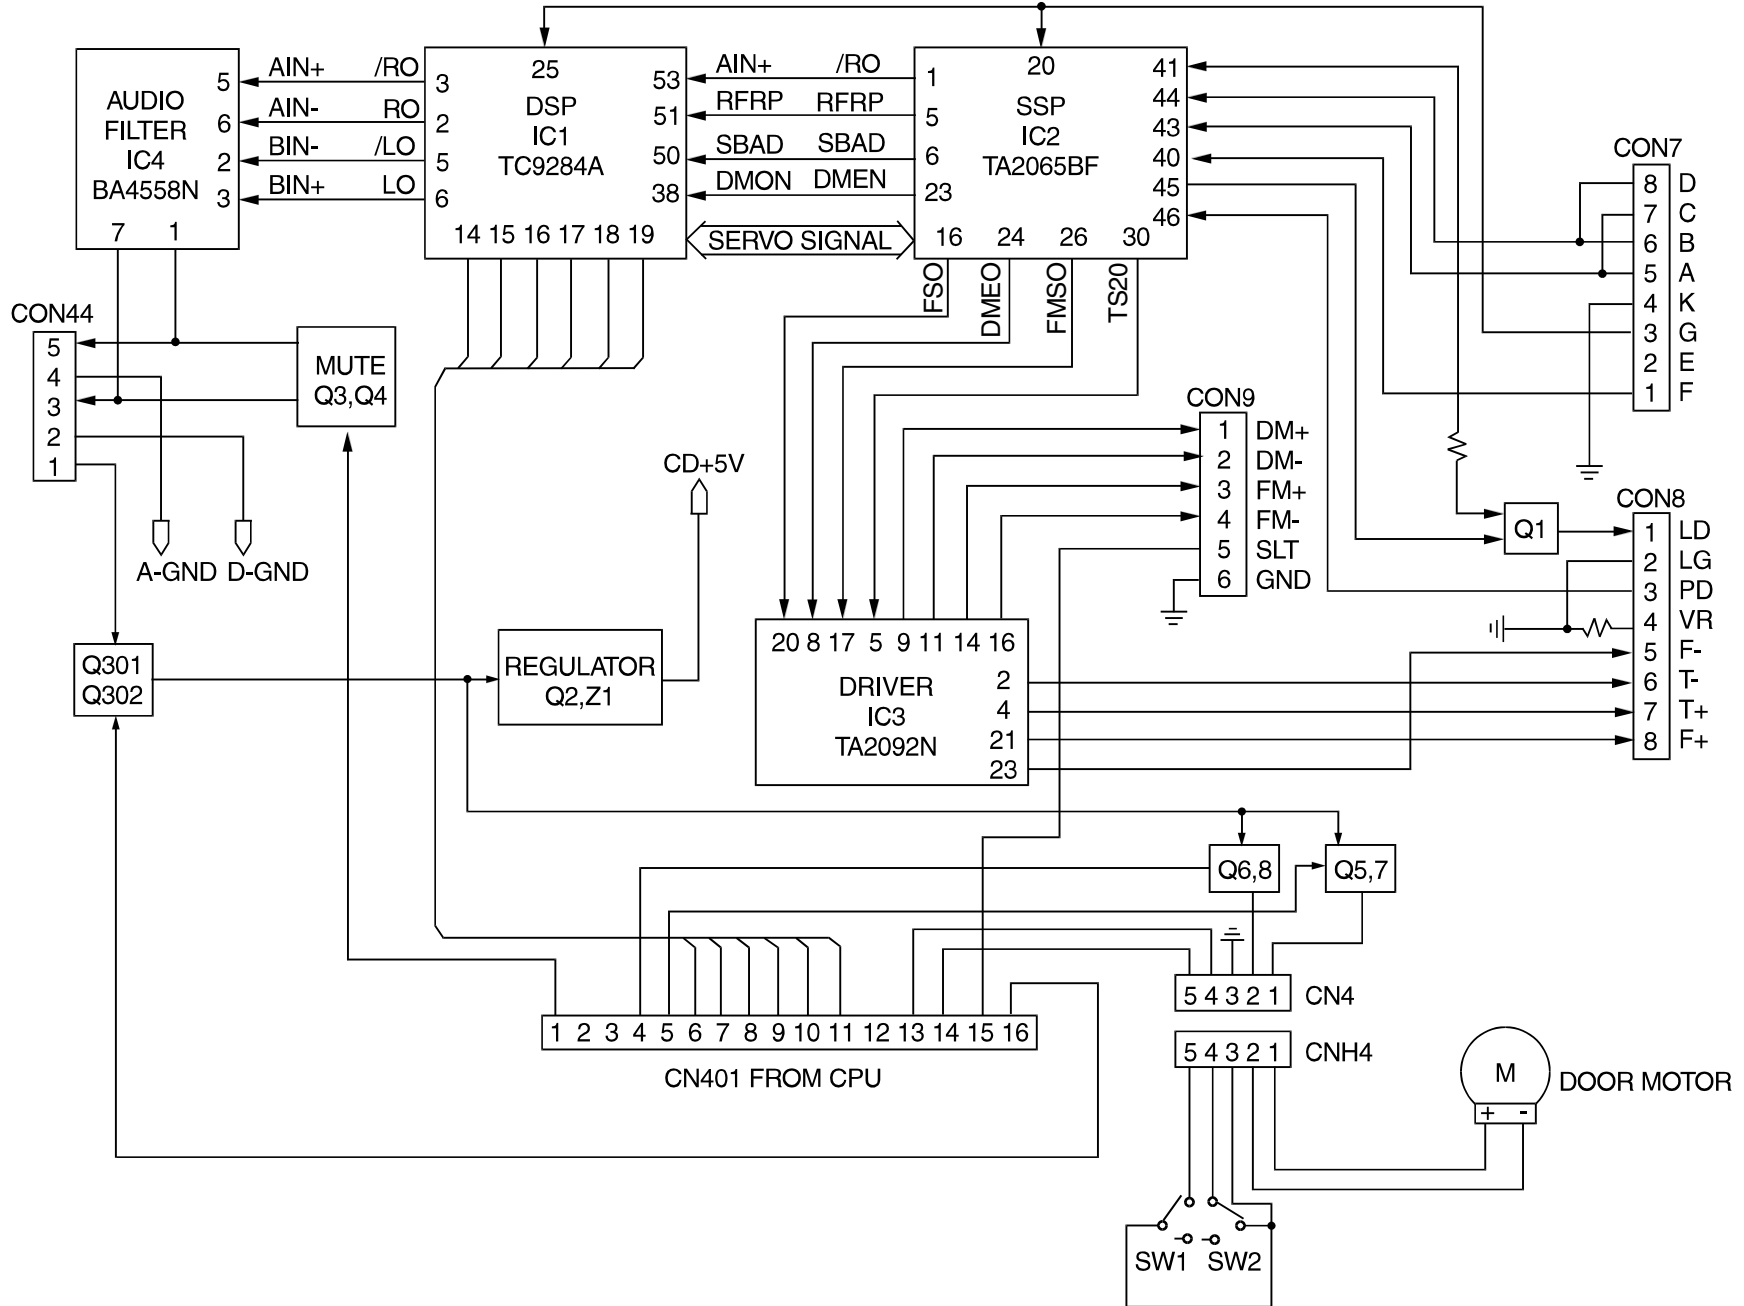 AUDIO
FILTER
IC4
BA4558N
5
6
2
3
7 1
AIN+ /RO
AIN- RO
BIN- /LO
BIN+ LO
25
DSP
IC1
TC9284A
3
2
5
6
53
51
50
38
14 15 16 17 18 19
AIN+ /RO
RFRP RFRP
SBAD SBAD
DMON DMEN
SERVO SIGNAL
20
SSP
IC2
TA2065BF
1
5
6
23
41
44
43
40
45
46
16 24 26 30
FSO
DMEO
FMSO
TS20
CON7
8 D
7 C
6 B
5 A
4 K
3 G
2 E
1 F
CON44
5
4
3
2
1
MUTE
Q3,Q4
A-GND D-GND
CD+5V
CON9
1 DM+
2 DM-
3 FM+
4 FM-
5 SLT
6 GND
Q1
CON8
1 LD
2 LG
3 PD
4 VR
5 F-
6 T-
7 T+
8 F+
Q301
Q302
REGULATOR
Q2,Z1
20 8 17 5 9 11 14 16
DRIVER
IC3
TA2092N
2
4
21
23
Q6,8
Q5,7
5 4 3 2 1 CN4
1 2 3 4 5 6 7 8 9 10 11 12 13 14 15 16
CN401 FROM CPU
5 4 3 2 1 CNH4
M
+ -
DOOR MOTOR
SW1 SW2